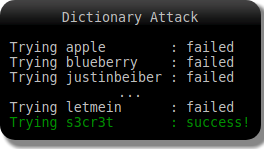 Dictionary Attack
Trying apple : failed
Trying blueberry : failed
Trying justinbeiber : failed
...
Trying letmein : failed
Trying s3cr3t : success!